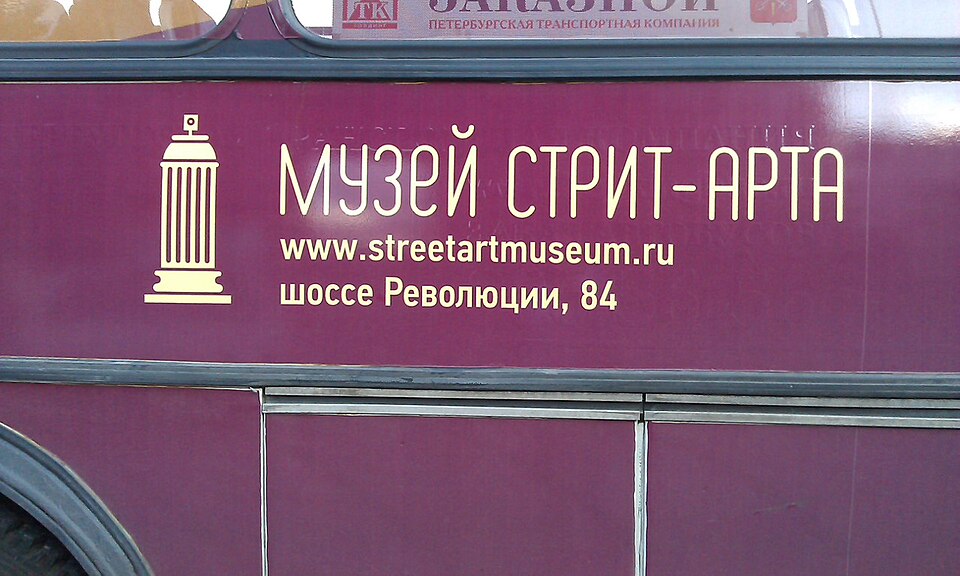 ЗАКАЗНОЙ
ПЕТЕРБУРГСКАЯ ТРАНСПОРТНАЯ КОМПАНИЯ
МУЗЕЙ СТРИТ-АРТА
www.streetartmuseum.ru
шоссе Революции, 84